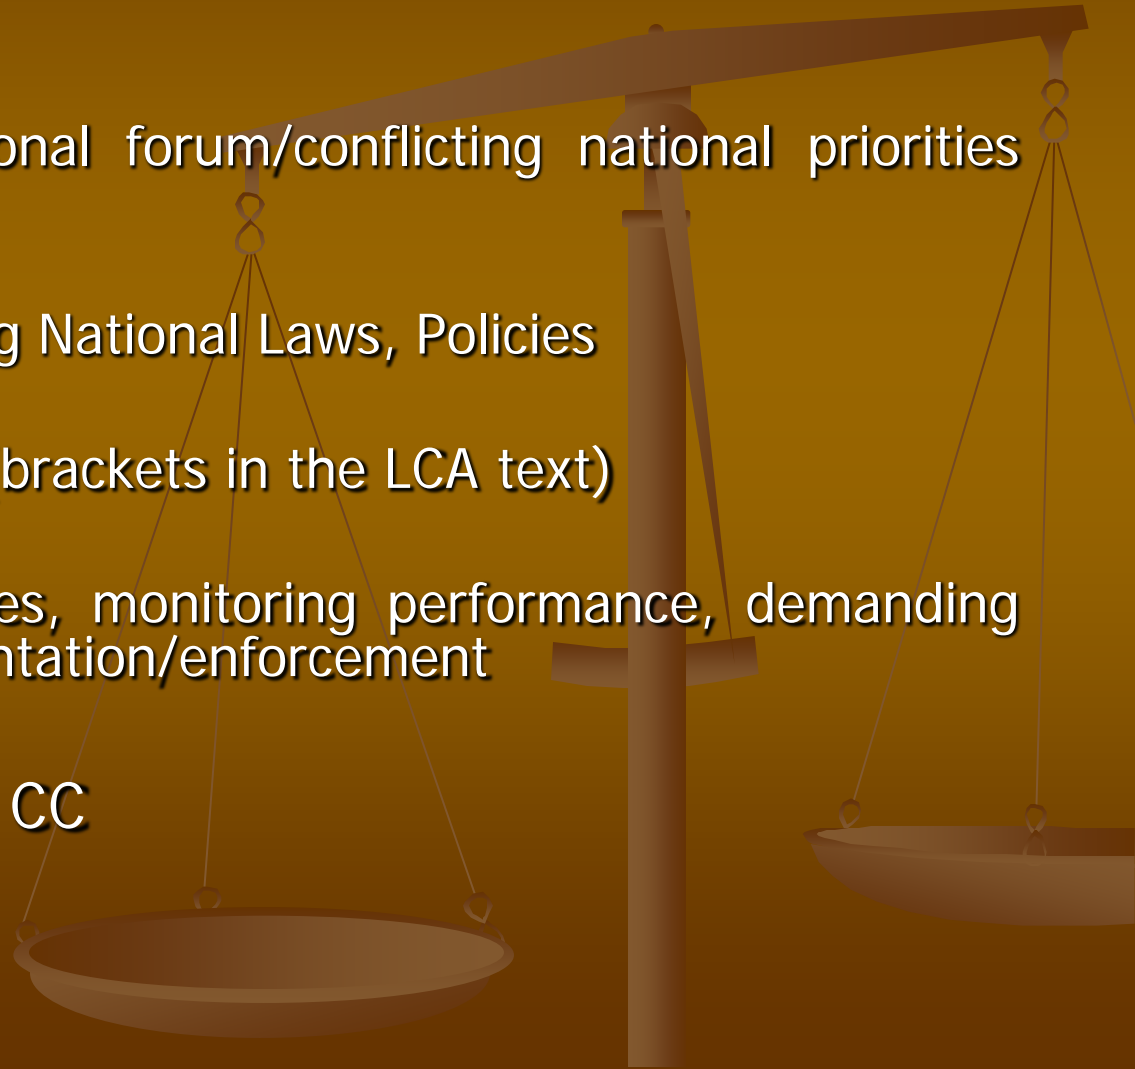 onal forum/conflicting national priorities
g National Laws, Policies
brackets in the LCA text)
es, monitoring performance, demanding
ntation/enforcement
CC